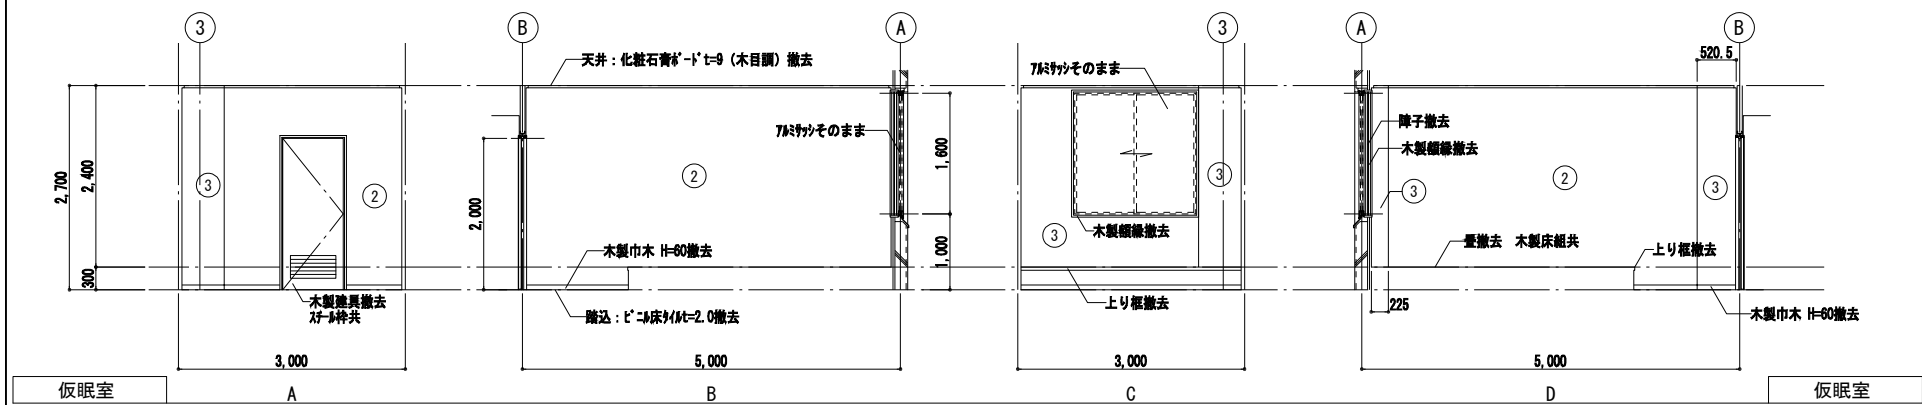 3
B
A
3
A
B
天井：化粧石膏ﾎﾞｰﾄﾞt=9（木目調）撤去
520.5
ｱﾙﾐｻｯｼそのまま
ｱﾙﾐｻｯｼそのまま
障子撤去
木製額縁撤去
2,700
2,400
300
3
2
2,000
2
1,600
1,000
3
3
3
2
3
木製額縁撤去
木製巾木 H=60撤去
畳撤去　木製床組共
上り框撤去
木製建具撤去
ｽﾁｰﾙ枠共
踏込：ﾋﾞﾆﾙ床ﾀｲﾙt=2.0撤去
上り框撤去
225
木製巾木 H=60撤去
3,000
5,000
3,000
5,000
仮眠室
A
B
C
D
仮眠室